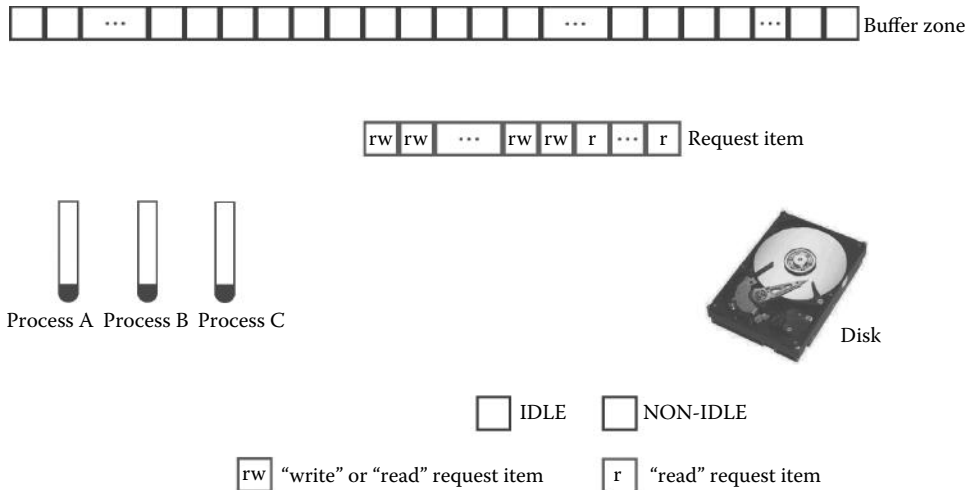 ... ... ... Buffer zone
rw rw ... rw rw r ... r Request item
Process A Process B Process C
Disk
IDLE NON-IDLE
rw “write” or “read” request item r “read” request item